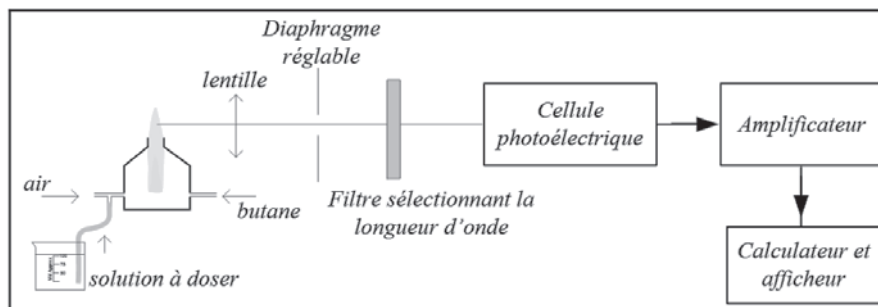 Diaphragme
réglable
lentille
Cellule
photoélectrique
Amplificateur
air
butane
Filtre sélectionnant la
longueur d'onde
solution à doser
Calculateur et
afficheur